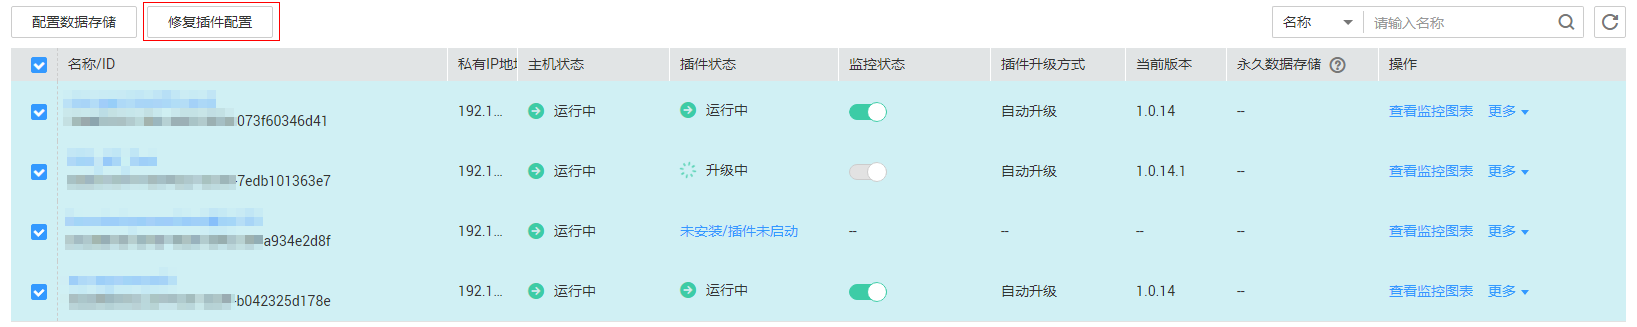 配置数据存储 修复插件配置 名称 请输入名称
名称/ID 私有IP地 主机状态 插件状态 监控状态 插件升级方式 当前版本 永久数据存储 操作
073f60346d41 192.1... 运行中 运行中 自动升级 1.0.14 -- 查看监控图表 更多
-7edb101363e7 192.1... 运行中 升级中 自动升级 1.0.14.1 -- 查看监控图表 更多
a934e2d8f 192.1... 运行中 未安装/插件未启动 -- -- -- -- 查看监控图表 更多
-b042325d178e 192.1... 运行中 运行中 自动升级 1.0.14 -- 查看监控图表 更多